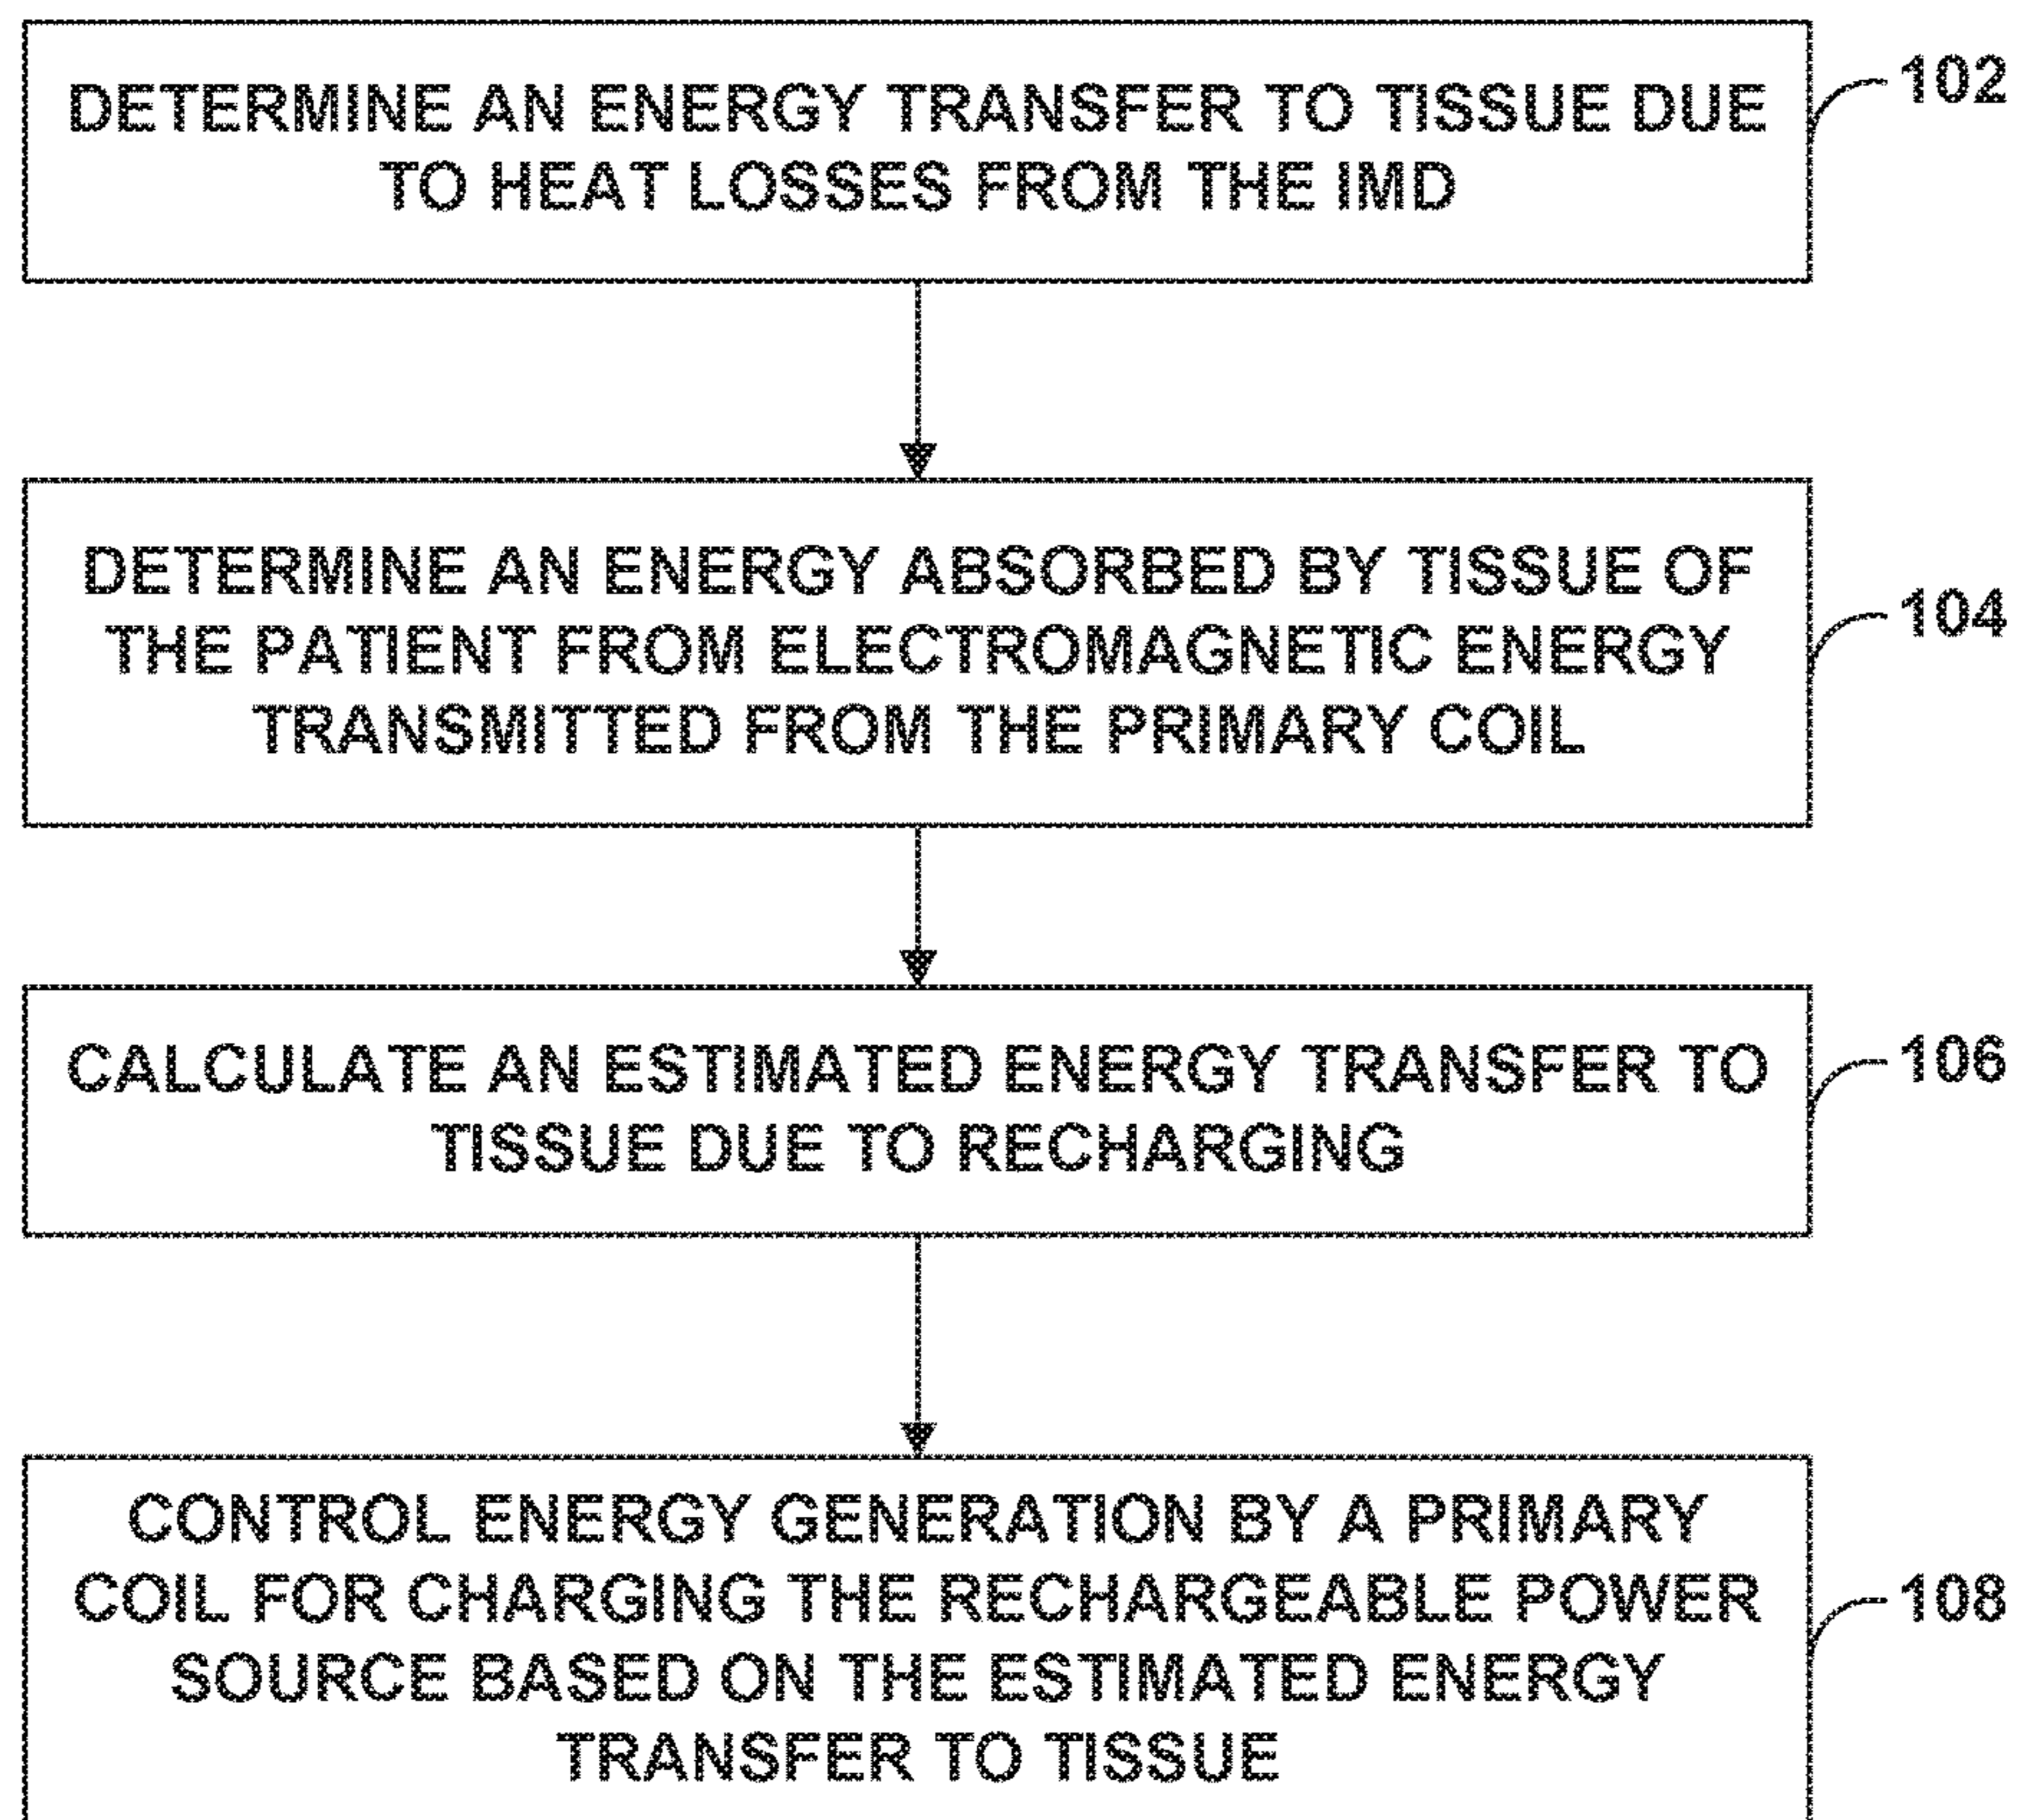 DETERMINE AN ENERGY TRANSFER TO TISSUE DUE
TO HEAT LOSSES FROM THE IMD
102
DETERMINE AN ENERGY ABSORBED BY TISSUE OF
THE PATIENT FROM ELECTROMAGNETIC ENERGY
TRANSMITTED FROM THE PRIMARY COIL
104
CALCULATE AN ESTIMATED ENERGY TRANSFER TO
TISSUE DUE TO RECHARGING
106
CONTROL ENERGY GENERATION BY A PRIMARY
COIL FOR CHARGING THE RECHARGEABLE POWER
SOURCE BASED ON THE ESTIMATED ENERGY
TRANSFER TO TISSUE
108